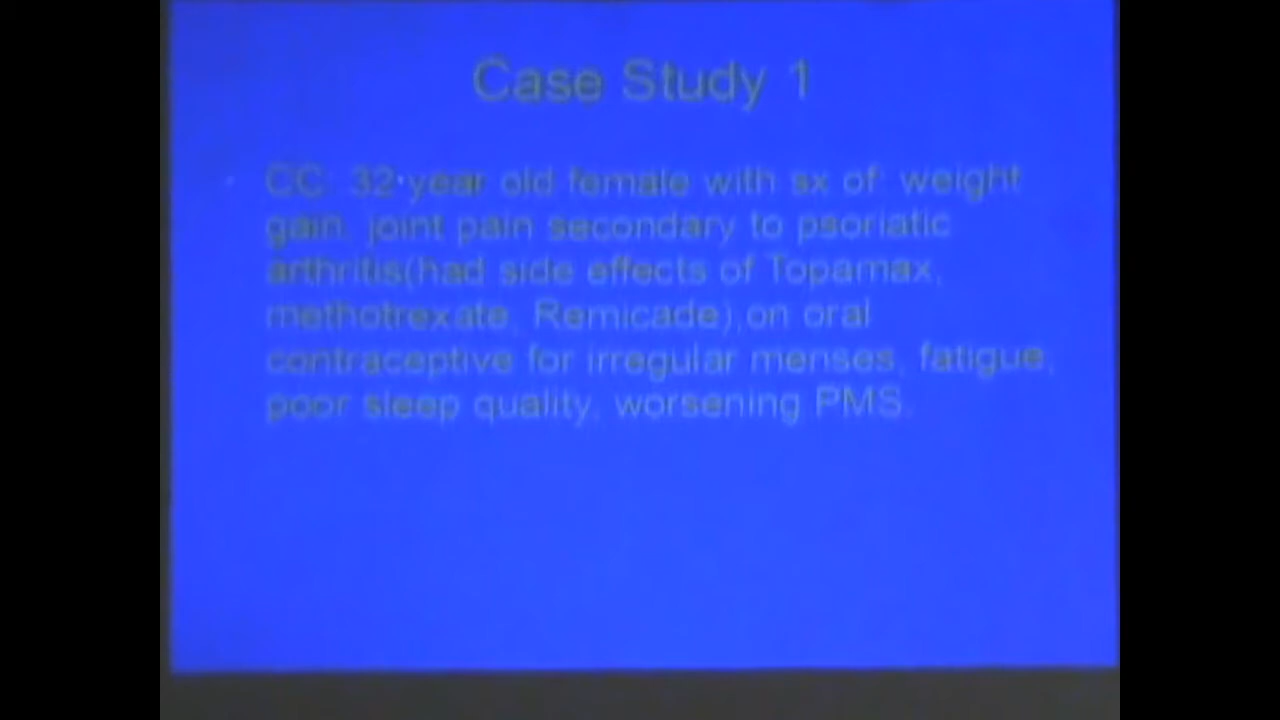 Case Study 1
CC: 32 year old female with sx of: weight
gain, joint pain secondary to psoriatic
arthritis(had side effects of Topamax,
methotrexate, Remicade),on oral
contraceptive for irregular menses, fatigue,
poor sleep quality, worsening PMS.